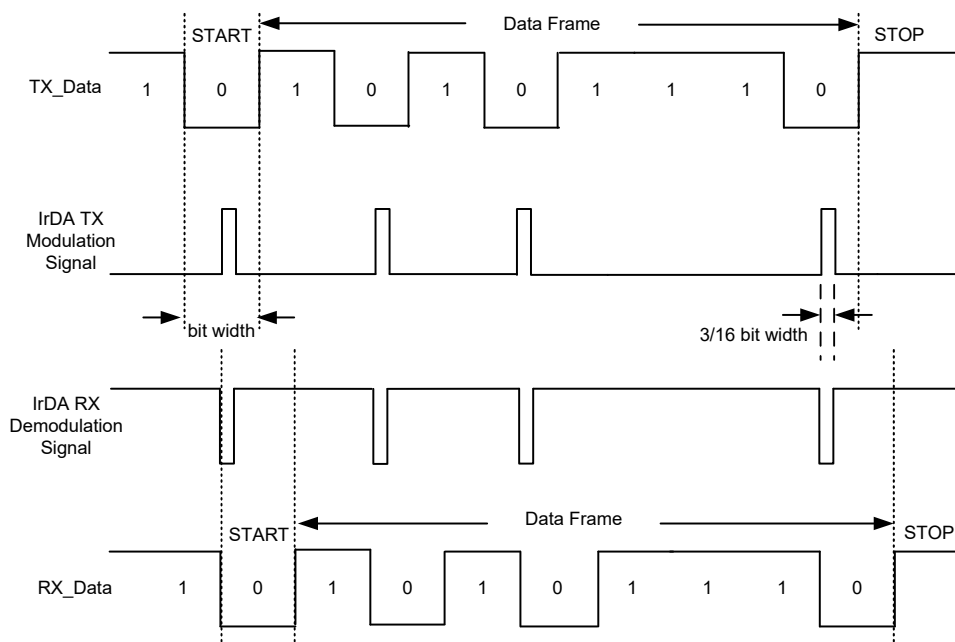 START
Data Frame
STOP
TX_Data
1 0 1 0 1 0 1 1 1 0
IrDA TX
Modulation
Signal
bit width
3/16 bit width
IrDA RX
Demodulation
Signal
START
Data Frame
STOP
RX_Data
1 0 1 0 1 0 1 1 1 0